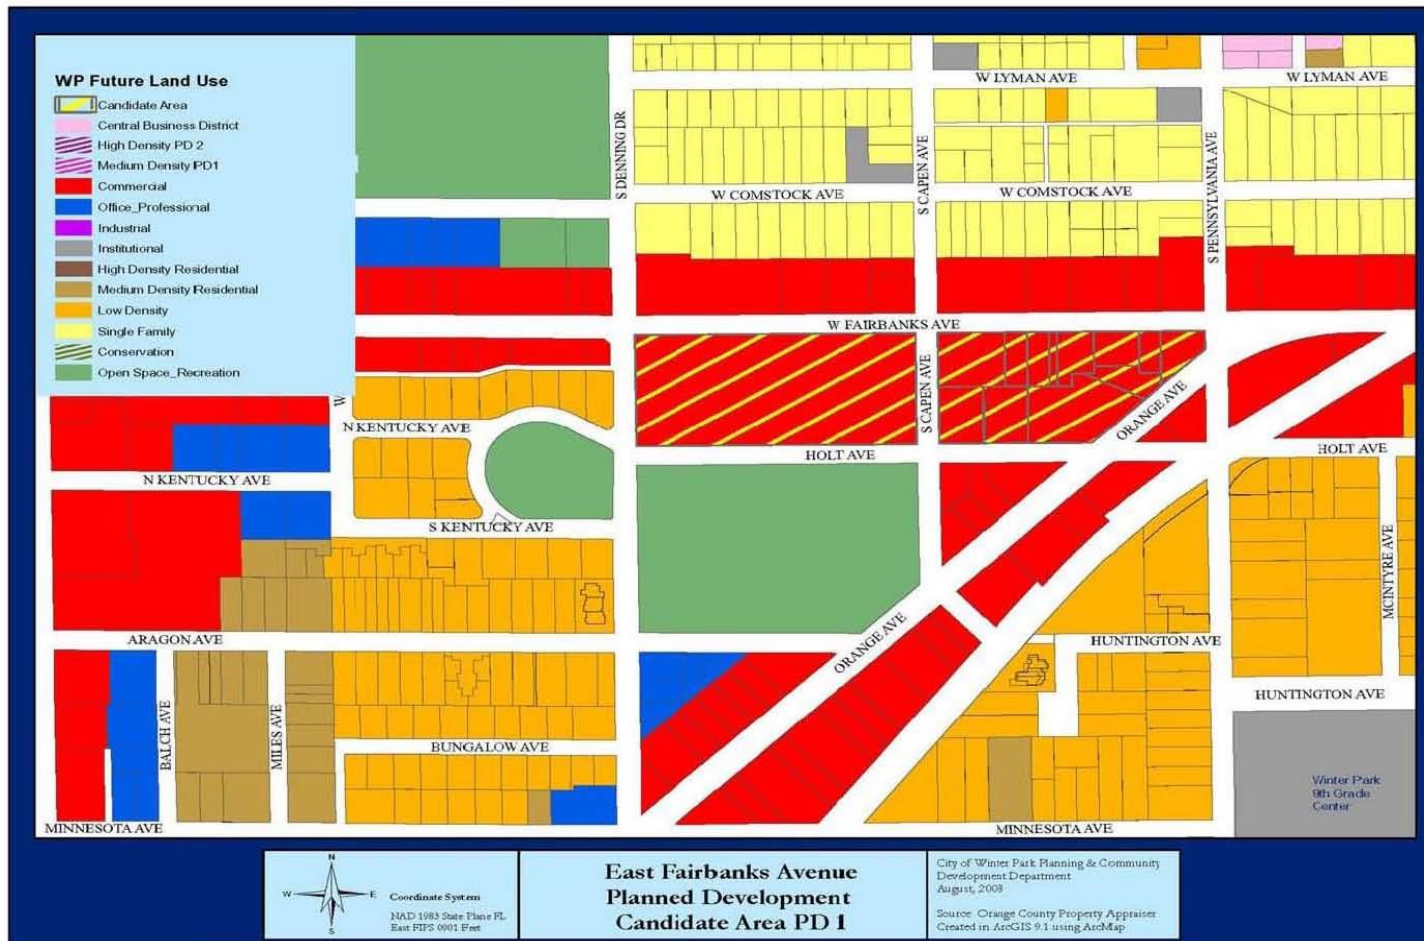 WP Future Land Use
Candidate Area
Central Business District
High Density PD 2
Medium Density PD1
Commercial
Office_Professional
Industrial
Institutional
High Density Residential
Medium Density Residential
Low Density
Single Family
Conservation
Open Space_Recreation
W LYMAN AVE
W LYMAN AVE
S DENNING DR
S CAPEN AVE
S PENNSYLVANIA AVE
W COMSTOCK AVE
W COMSTOCK AVE
W FAIRBANKS AVE
S CAPEN AVE
ORANGE AVE
W
N KENTUCKY AVE
HOLT AVE
HOLT AVE
N KENTUCKY AVE
S KENTUCKY AVE
MCINTYRE AVE
ARAGON AVE
ORANGE AVE
HUNTINGTON AVE
HUNTINGTON AVE
BALCH AVE
MILES AVE
BUNGALOW AVE
Winter Park
9th Grade
Center
MINNESOTA AVE
MINNESOTA AVE
N
W
E
S
Coordinate System
NAD 1983 State Plane FL
East FIPS 0901 Feet
East Fairbanks Avenue
Planned Development
Candidate Area PD 1
City of Winter Park Planning & Community
Development Department
August, 2008
Source: Orange County Property Appraiser
Created in ArcGIS 9.1 using ArcMap